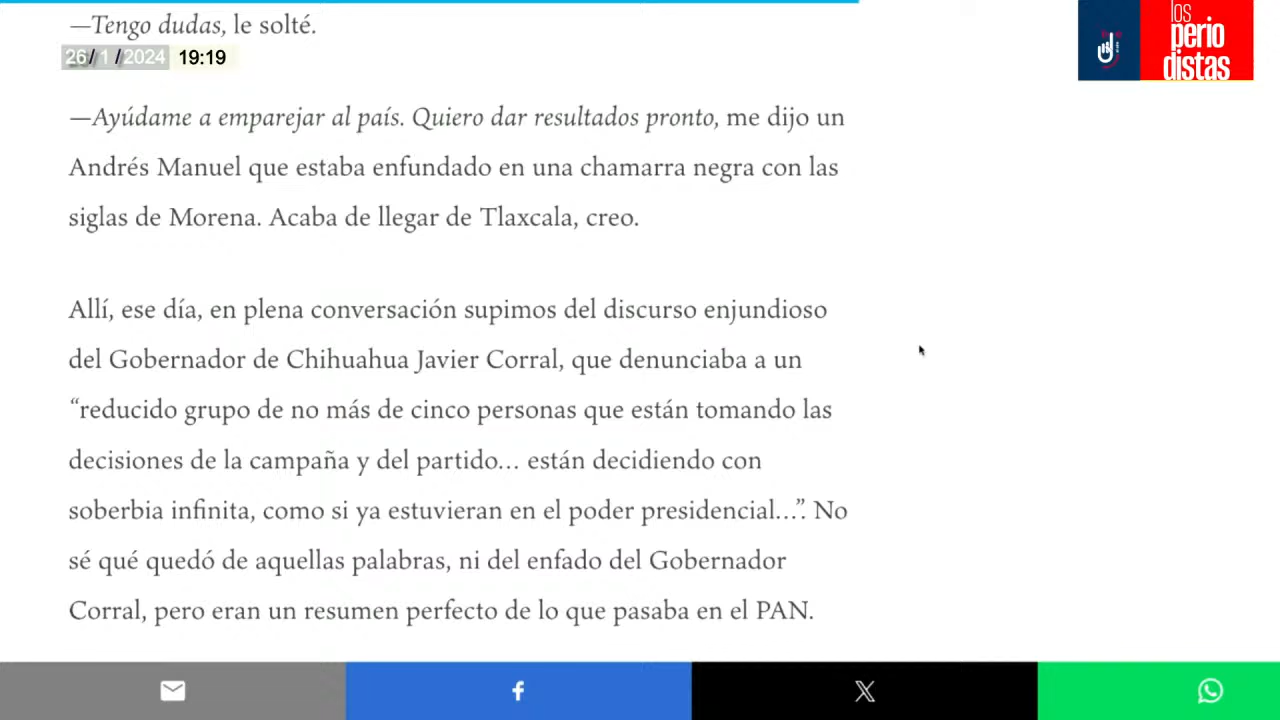 —Tengo dudas, le solté.
26/ 1 /2024 19:19
los
perio
distas
—Ayúdame a emparejar al país. Quiero dar resultados pronto, me dijo un
Andrés Manuel que estaba enfundado en una chamarra negra con las
siglas de Morena. Acaba de llegar de Tlaxcala, creo.
Allí, ese día, en plena conversación supimos del discurso enjundioso
del Gobernador de Chihuahua Javier Corral, que denunciaba a un
“reducido grupo de no más de cinco personas que están tomando las
decisiones de la campaña y del partido… están decidiendo con
soberbia infinita, como si ya estuvieran en el poder presidencial…”. No
sé qué quedó de aquellas palabras, ni del enfado del Gobernador
Corral, pero eran un resumen perfecto de lo que pasaba en el PAN.